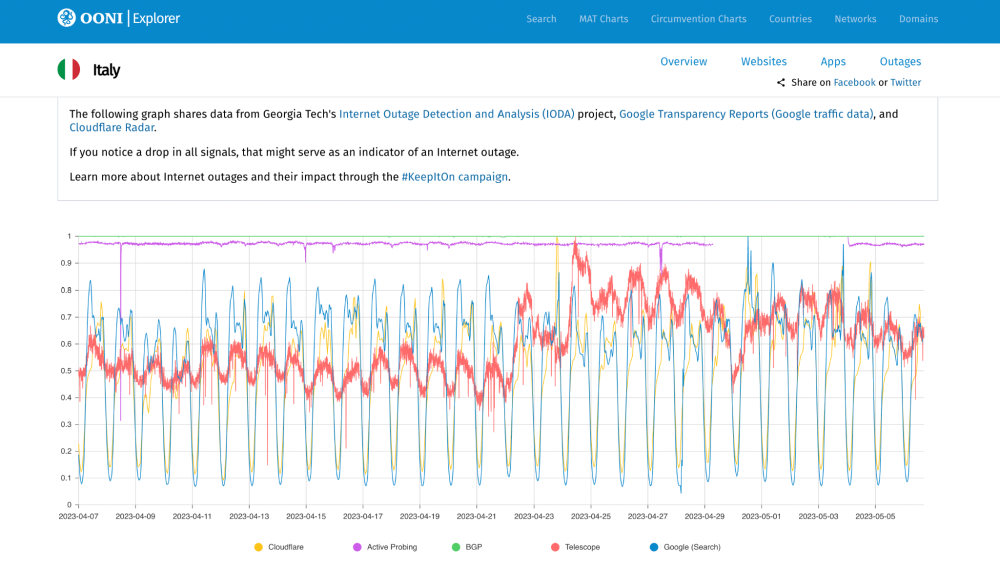 OONI Explorer
Search MAT Charts Circumvention Charts Countries Networks Domains
Italy
Overview Websites Apps Outages
Share on Facebook or Twitter
The following graph shares data from Georgia Tech's Internet Outage Detection and Analysis (IODA) project, Google Transparency Reports (Google traffic data), and
Cloudflare Radar.
If you notice a drop in all signals, that might serve as an indicator of an Internet outage.
Learn more about Internet outages and their impact through the #KeepItOn campaign.
1
0.9
0.8
0.7
0.6
0.5
0.4
0.3
0.2
0.1
0
2023-04-07 2023-04-09 2023-04-11 2023-04-13 2023-04-15 2023-04-17 2023-04-19 2023-04-21 2023-04-23 2023-04-25 2023-04-27 2023-04-29 2023-05-01 2023-05-03 2023-05-05
Cloudflare Active Probing BGP Telescope Google (Search)